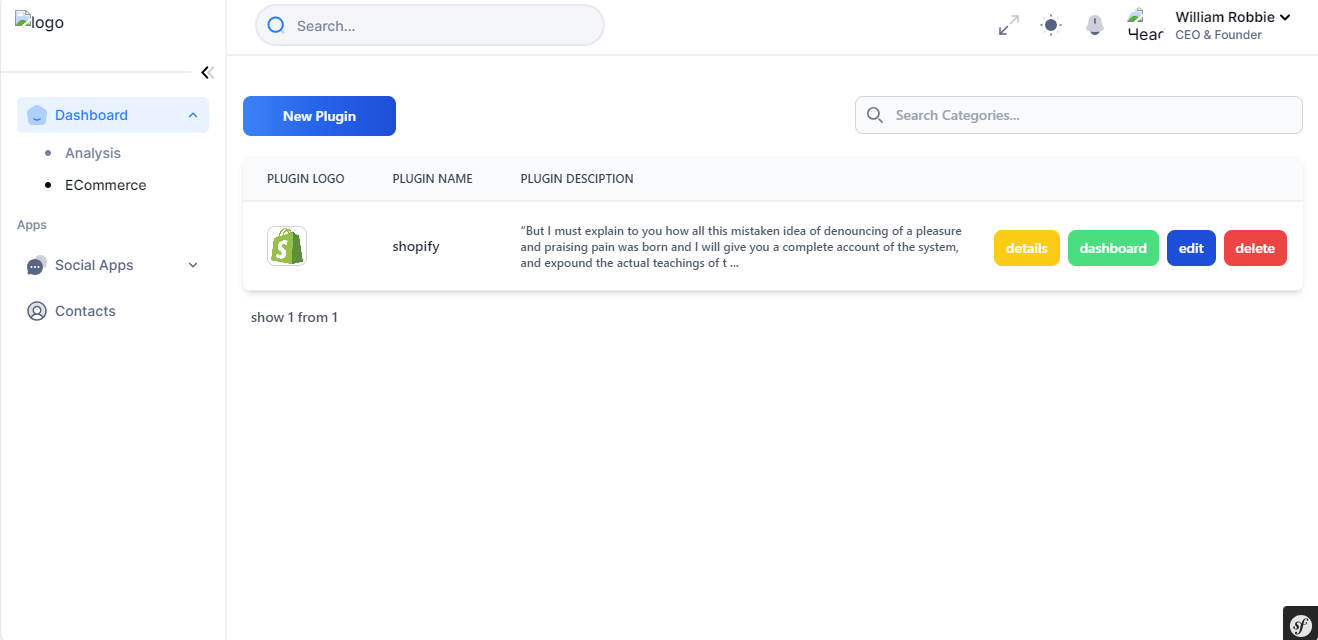 logo
Search...
Head
William Robbie
CEO & Founder
Dashboard
Analysis
ECommerce
Apps
Social Apps
Contacts
New Plugin
Search Categories...
PLUGIN LOGO
PLUGIN NAME
PLUGIN DESCIPTION
S
shopify
“But I must explain to you how all this mistaken idea of denouncing of a pleasure
and praising pain was born and I will give you a complete account of the system,
and expound the actual teachings of t ...
details
dashboard
edit
delete
show 1 from 1
sf